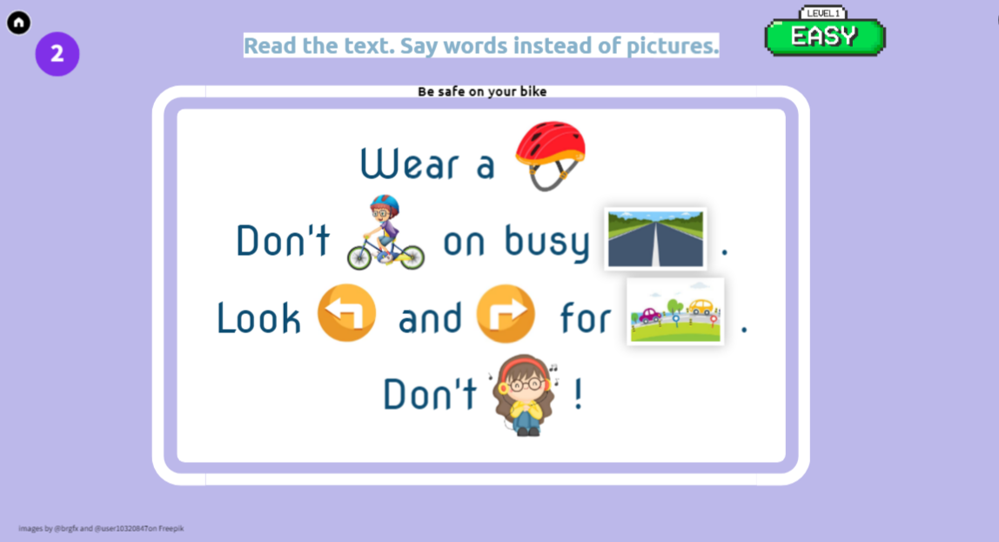 2
Read the text. Say words instead of pictures.
LEVEL 1
EASY
Be safe on your bike
Wear a
Don't on busy .
Look and for .
Don't !
images by @brgfx and @user10320847on Freepik